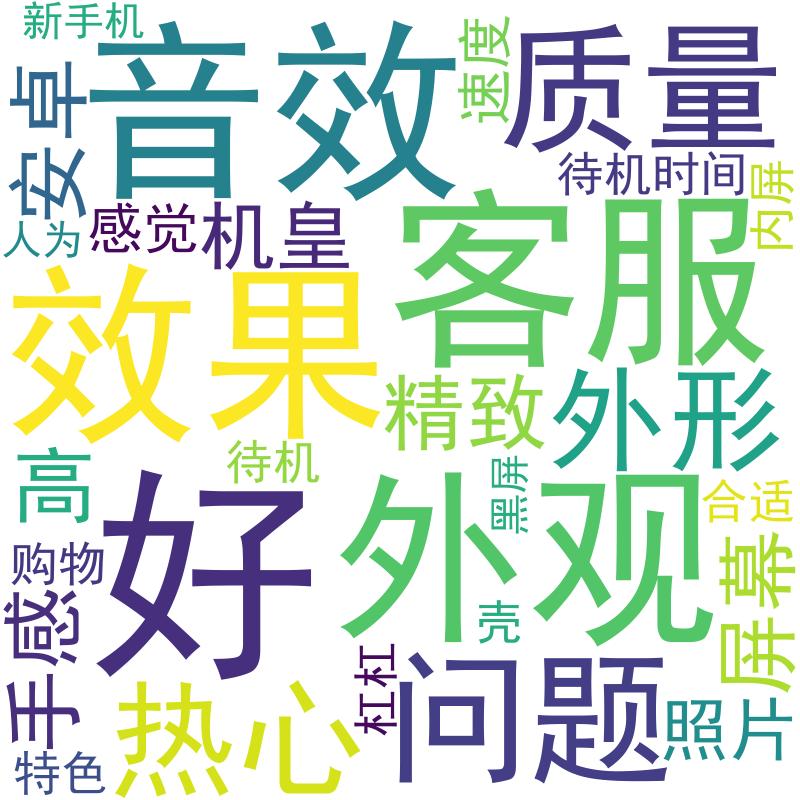 新手机
音效
速度
质量
安卓
待机时间
内屏
人为
感觉
机皇
客服
效果
精致
外形
高
待机
黑屏
合适
好
外观
购物
屏幕
手感
壳
杠杠
问题
热心
照片
特色